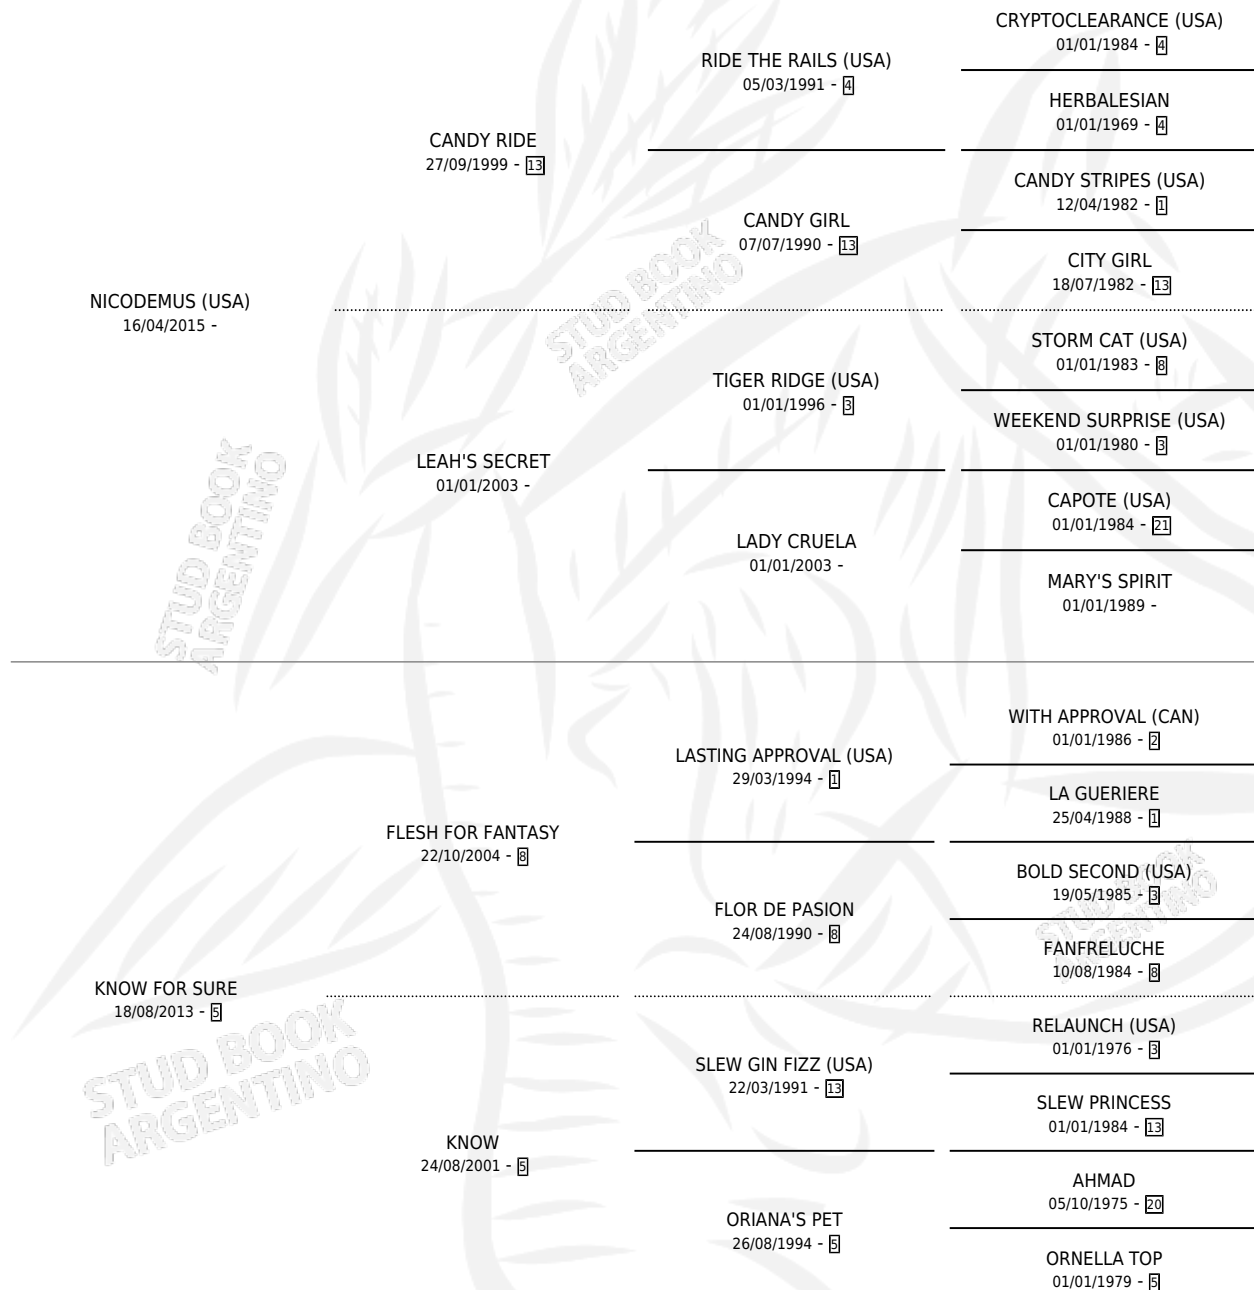 CRYPTOCLEARANCE (USA)
01/01/1984 - 4
RIDE THE RAILS (USA)
05/03/1991 - 4
HERBALESIAN
01/01/1969 - 4
CANDY RIDE
27/09/1999 - 13
CANDY STRIPES (USA)
12/04/1982 - 1
CANDY GIRL
07/07/1990 - 13
CITY GIRL
18/07/1982 - 13
NICODEMUS (USA)
16/04/2015 -
STORM CAT (USA)
01/01/1983 - 8
TIGER RIDGE (USA)
01/01/1996 - 3
WEEKEND SURPRISE (USA)
01/01/1980 - 3
LEAH'S SECRET
01/01/2003 -
CAPOTE (USA)
01/01/1984 - 21
LADY CRUELA
01/01/2003 -
MARY'S SPIRIT
01/01/1989 -
WITH APPROVAL (CAN)
01/01/1986 - 2
LASTING APPROVAL (USA)
29/03/1994 - 1
LA GUERIERE
25/04/1988 - 1
FLESH FOR FANTASY
22/10/2004 - 8
BOLD SECOND (USA)
19/05/1985 - 3
FLOR DE PASION
24/08/1990 - 8
FANFRELUCHE
10/08/1984 - 8
KNOW FOR SURE
18/08/2013 - 5
RELAUNCH (USA)
01/01/1976 - 3
SLEW GIN FIZZ (USA)
22/03/1991 - 13
SLEW PRINCESS
01/01/1984 - 13
KNOW
24/08/2001 - 5
AHMAD
05/10/1975 - 20
ORIANA'S PET
26/08/1994 - 5
ORNELLA TOP
01/01/1979 - 5
STUD BOOK
ARGENTINO
STUD BOOK
ARGENTINO
STUD BOOK
ARGENTINO
STUD BOOK
ARGENTINO